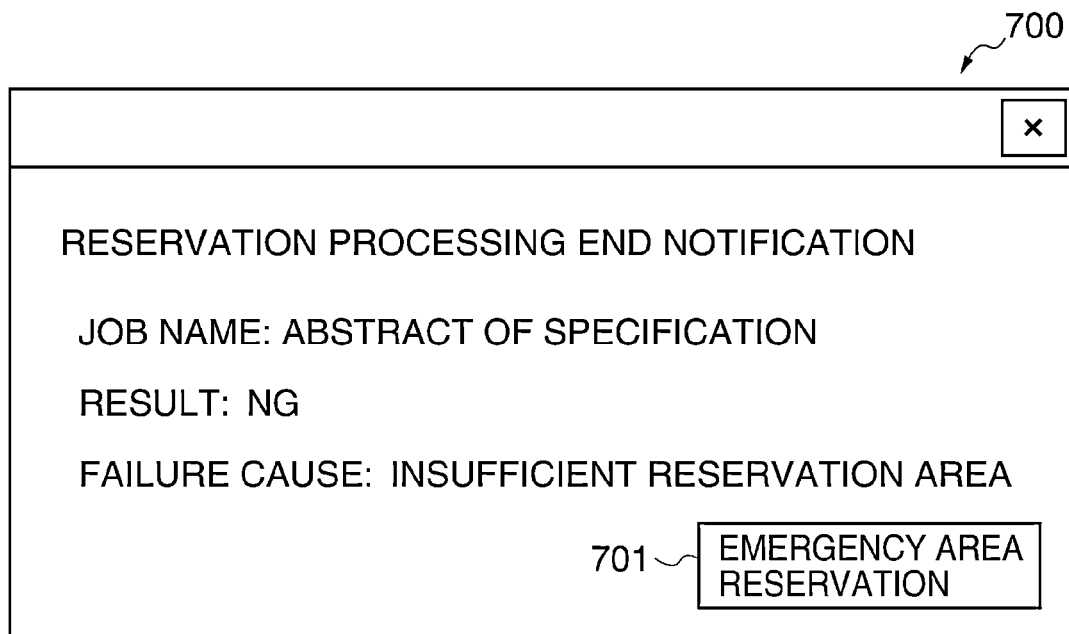 700
×
RESERVATION PROCESSING END NOTIFICATION
JOB NAME: ABSTRACT OF SPECIFICATION
RESULT: NG
FAILURE CAUSE: INSUFFICIENT RESERVATION AREA
701
EMERGENCY AREA
RESERVATION